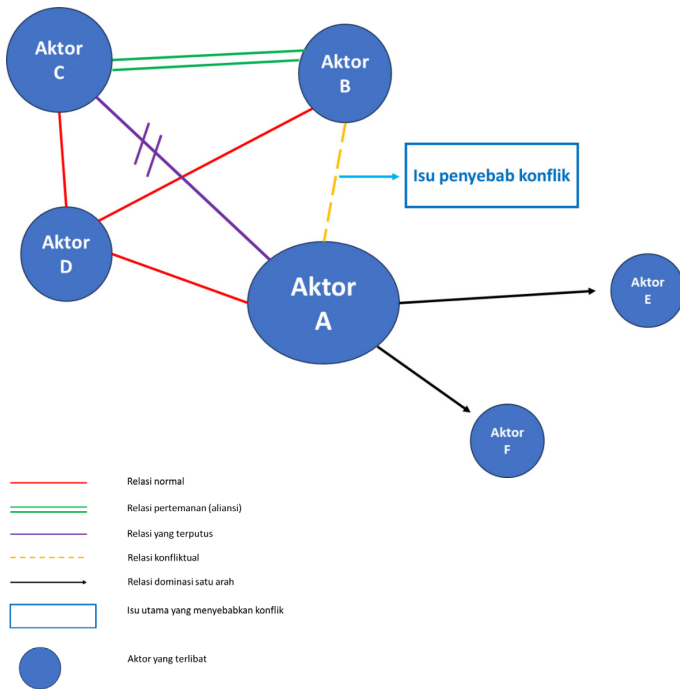 Aktor
C
Aktor
B
Isu penyebab konflik
Aktor
D
Aktor
A
Aktor
E
Aktor
F
Relasi normal
Relasi pertemanan (aliansi)
Relasi yang terputus
Relasi konfliktual
Relasi dominasi satu arah
Isu utama yang menyebabkan konflik
Aktor yang terlibat